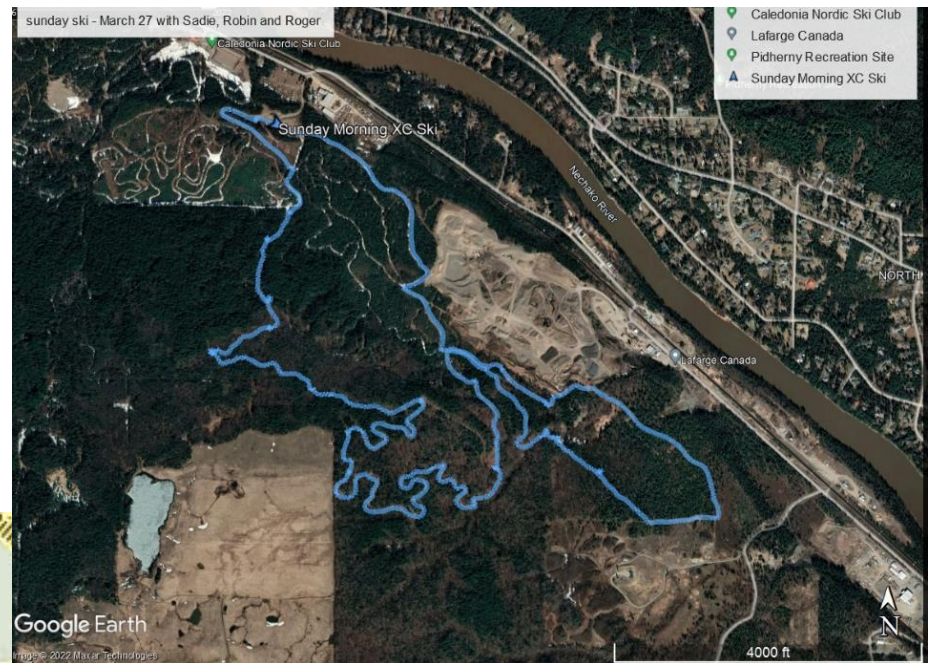 sunday ski - March 27 with Sadie, Robin and Roger
Caledonia Nordic Ski Club
Lafarge Canada
Pidherny Recreation Site
Sunday Morning XC Ski
Caledonia Nordic Ski Club
Sunday Morning XC Ski
Nechako River
NORTH
Lafarge Canada
Google Earth
Image © 2022 Maxar Technologies
N
4000 ft